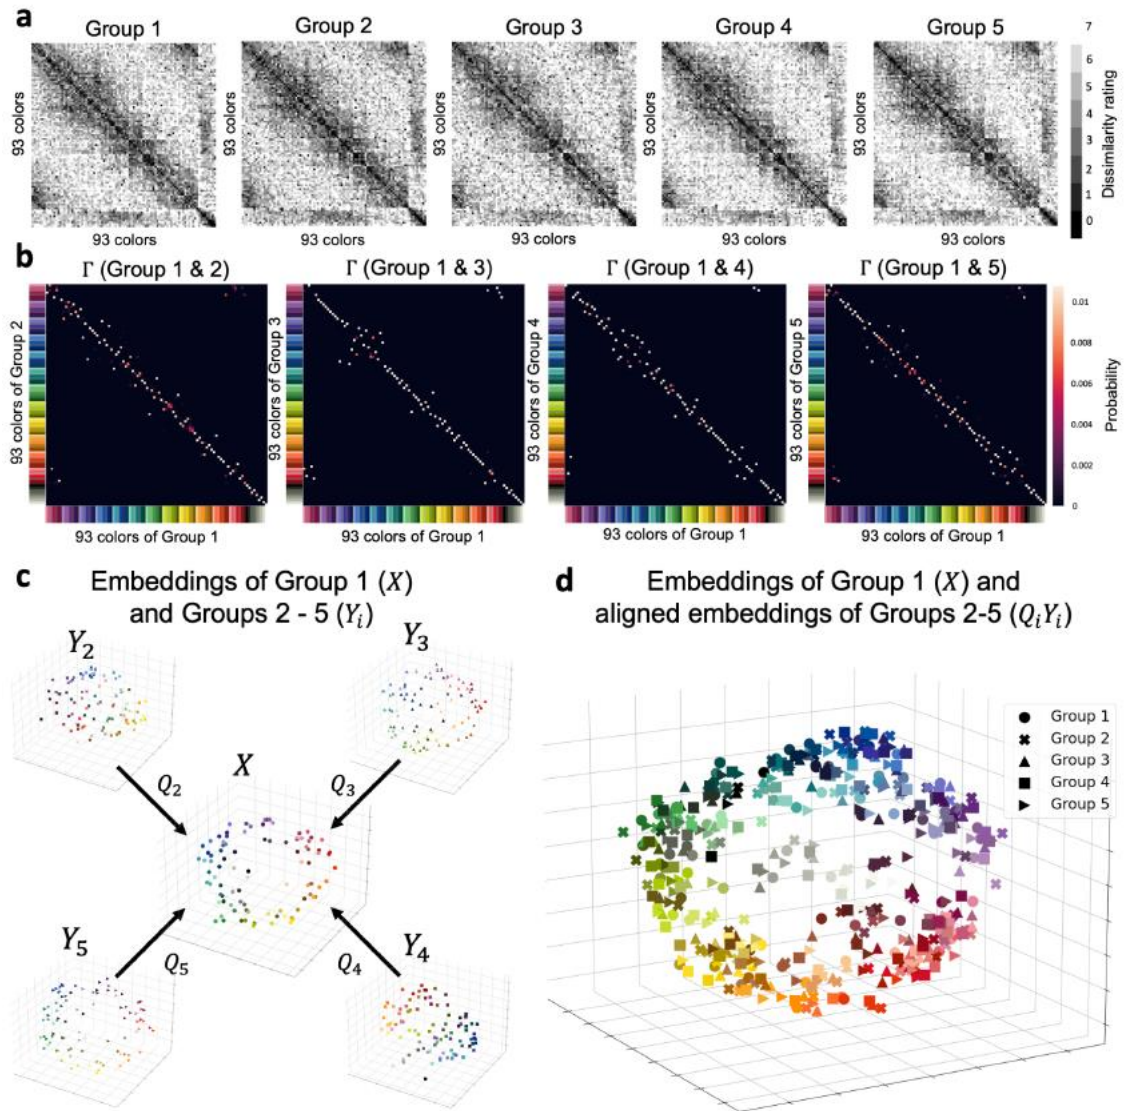 a
Group 1
Group 2
Group 3
Group 4
Group 5
93 colors
93 colors
93 colors
93 colors
93 colors
93 colors
93 colors
93 colors
93 colors
93 colors
7
6
5
4
3
2
1
0
Dissimilarity rating
b
Γ (Group 1 & 2)
Γ (Group 1 & 3)
Γ (Group 1 & 4)
Γ (Group 1 & 5)
93 colors of Group 2
93 colors of Group 3
93 colors of Group 4
93 colors of Group 5
93 colors of Group 1
93 colors of Group 1
93 colors of Group 1
93 colors of Group 1
0.01
0.008
0.006
0.004
0.002
0
Probability
c
Embeddings of Group 1 (X)
and Groups 2 - 5 (Yᵢ)
Y₂
Y₃
X
Q₂
Q₃
Y₅
Y₄
Q₅
Q₄
d
Embeddings of Group 1 (X) and
aligned embeddings of Groups 2-5 (QᵢYᵢ)
Group 1
Group 2
Group 3
Group 4
Group 5